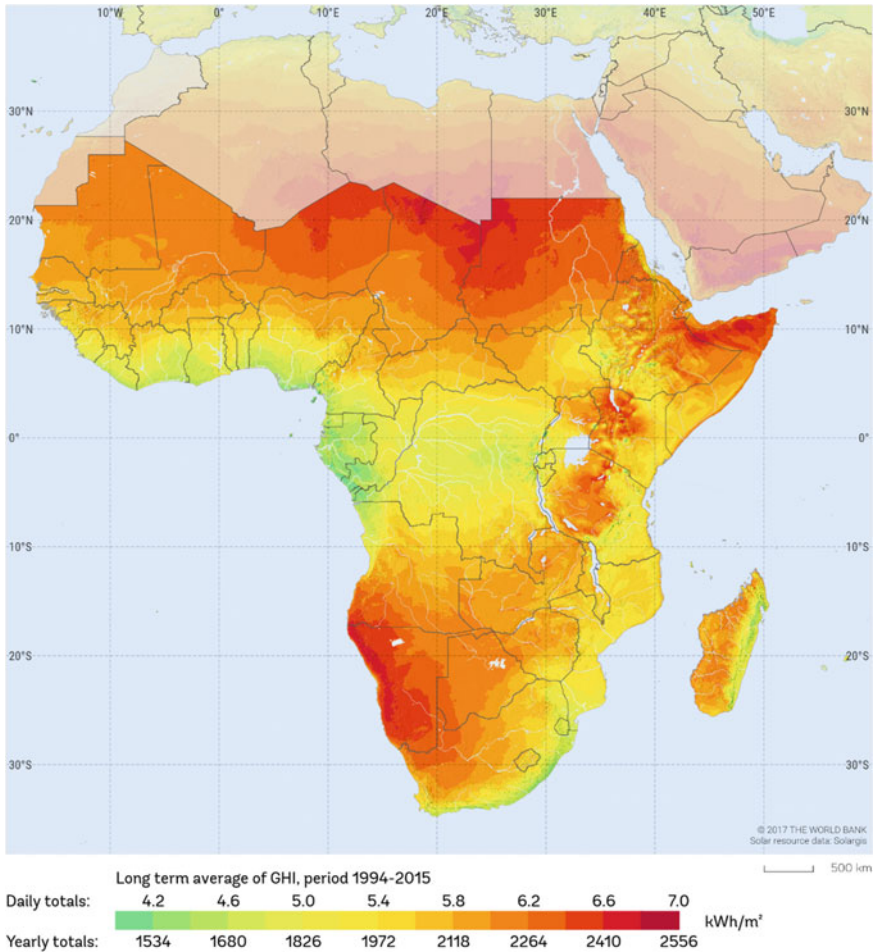 10°W 0° 10°E 20°E 30°E 40°E 50°E
30°N 30°N
20°N 20°N
10°N 10°N
0° 0°
10°S 10°S
20°S 20°S
30°S 30°S
© 2017 THE WORLD BANK
Solar resource data: Solargis
500 km
Long term average of GHI, period 1994-2015
Daily totals: 4.2 4.6 5.0 5.4 5.8 6.2 6.6 7.0
kWh/m²
Yearly totals: 1534 1680 1826 1972 2118 2264 2410 2556